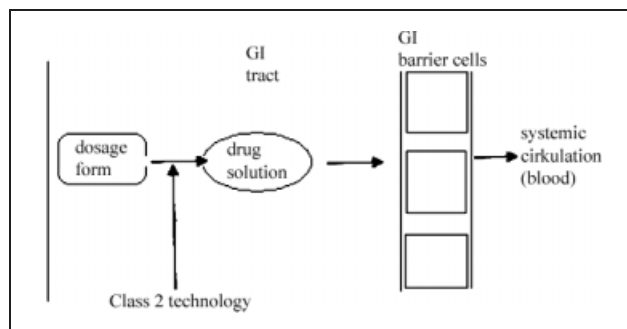 GI
tract
GI
barrier cells
dosage
form
drug
solution
systemic
cirkulation
(blood)
Class 2 technology